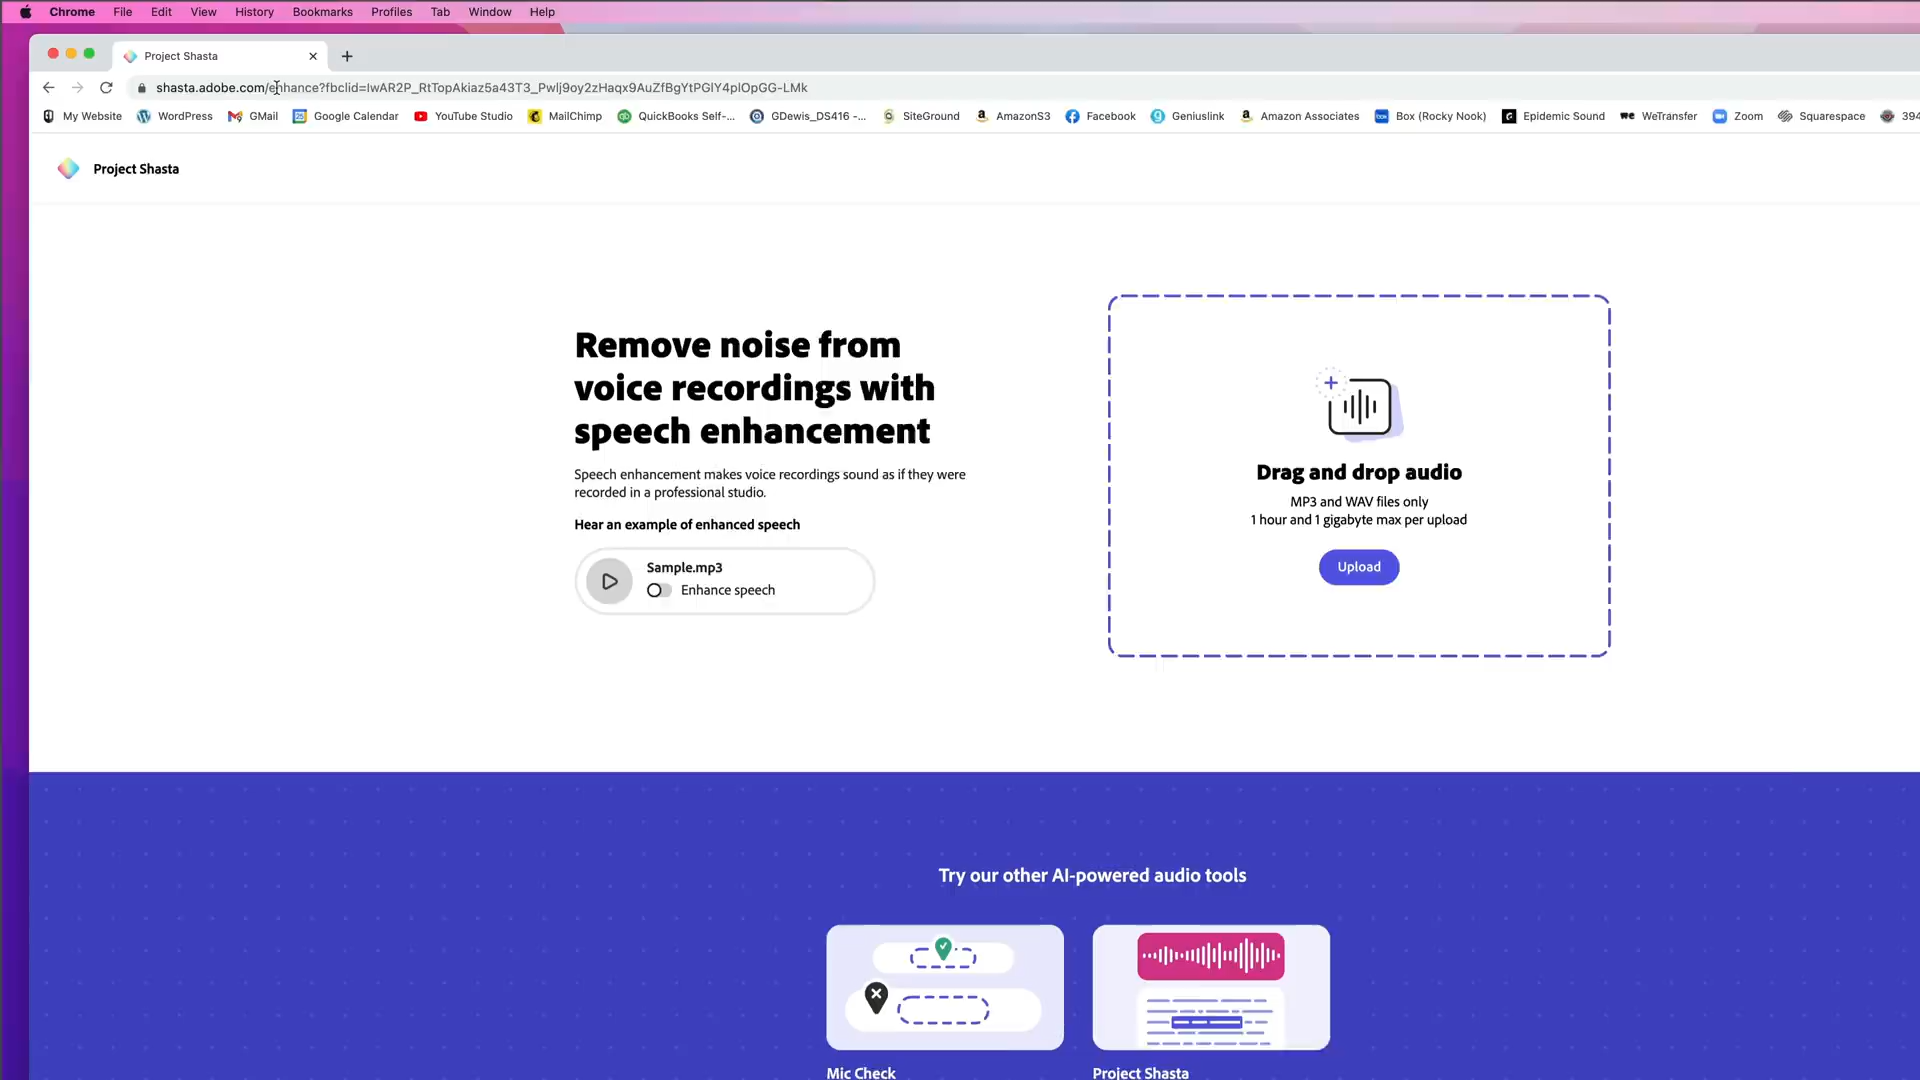 Chrome File Edit View History Bookmarks Profiles Tab Window Help
Project Shasta
shasta.adobe.com/enhance?fbclid=IwAR2P_RtTopAkiaz5a43T3_Pwlj9oy2zHaqx9AuZfBgYtPGlY4plOpGG-LMk
My Website WordPress GMail Google Calendar YouTube Studio MailChimp QuickBooks Self-... GDewis_DS416 -... SiteGround AmazonS3 Facebook Geniuslink Amazon Associates Box (Rocky Nook) Epidemic Sound WeTransfer Zoom Squarespace 394
Project Shasta
Remove noise from
voice recordings with
speech enhancement
Speech enhancement makes voice recordings sound as if they were
recorded in a professional studio.
Hear an example of enhanced speech
Sample.mp3
Enhance speech
Drag and drop audio
MP3 and WAV files only
1 hour and 1 gigabyte max per upload
Upload
Try our other AI-powered audio tools
Mic Check
Project Shasta